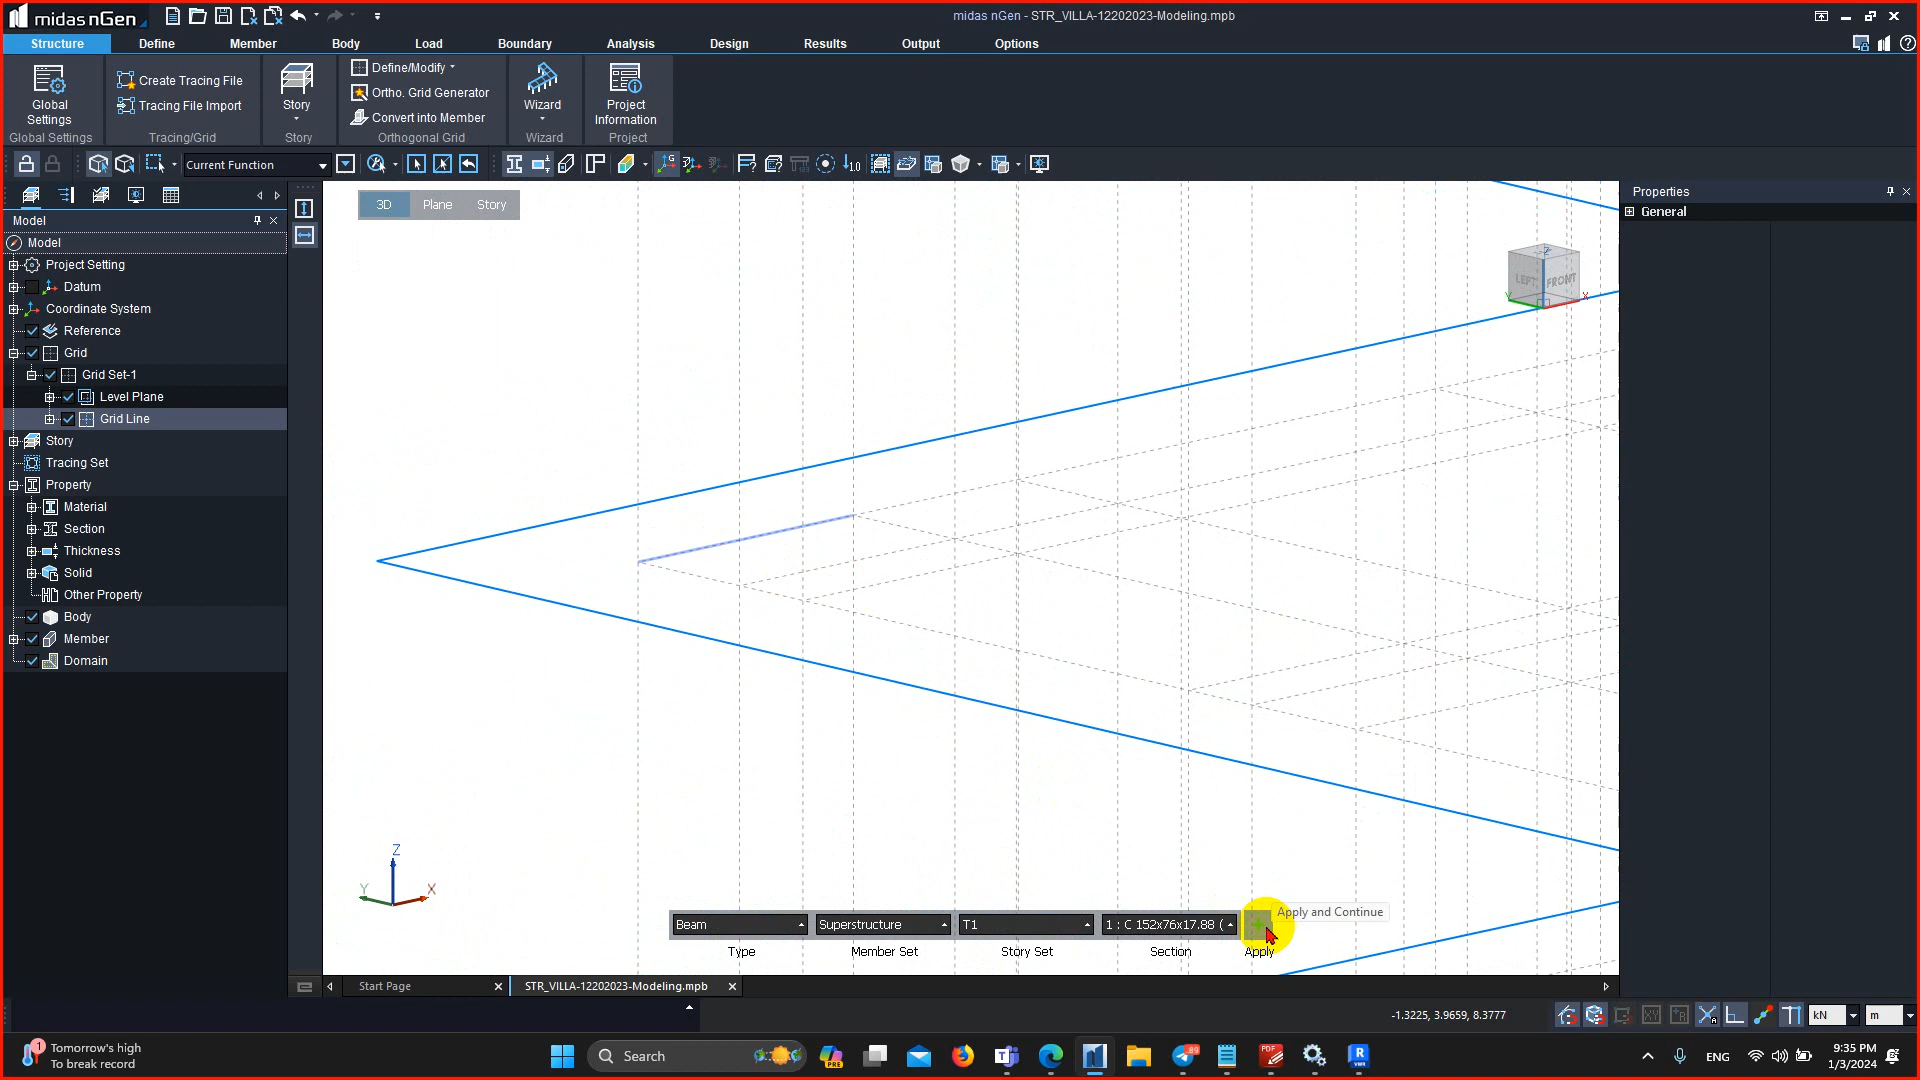 midas nGen
midas nGen - STR_VILLA-12202023-Modeling.mpb
Structure Define Member Body Load Boundary Analysis Design Results Output Options
Global Settings
Global Settings
Create Tracing File
Tracing File Import
Tracing/Grid
Story
Story
Define/Modify
Ortho. Grid Generator
Convert into Member
Orthogonal Grid
Wizard
Wizard
Project Information
Project
Current Function
Model
Model
Project Setting
Datum
Coordinate System
Reference
Grid
Grid Set-1
Level Plane
Grid Line
Story
Tracing Set
Property
Material
Section
Thickness
Solid
Other Property
Body
Member
Domain
3D Plane Story
Z
LEFT FRONT
Y X
Properties
General
Z
Y X
Apply and Continue
Beam Superstructure T1 1 : C 152x76x17.88 (
Type Member Set Story Set Section Apply
Start Page STR_VILLA-12202023-Modeling.mpb
-1.3225, 3.9659, 8.3777
kN m
1
Tomorrow's high
To break record
Search
PRE
89
PDF
ENG
9:35 PM
1/3/2024